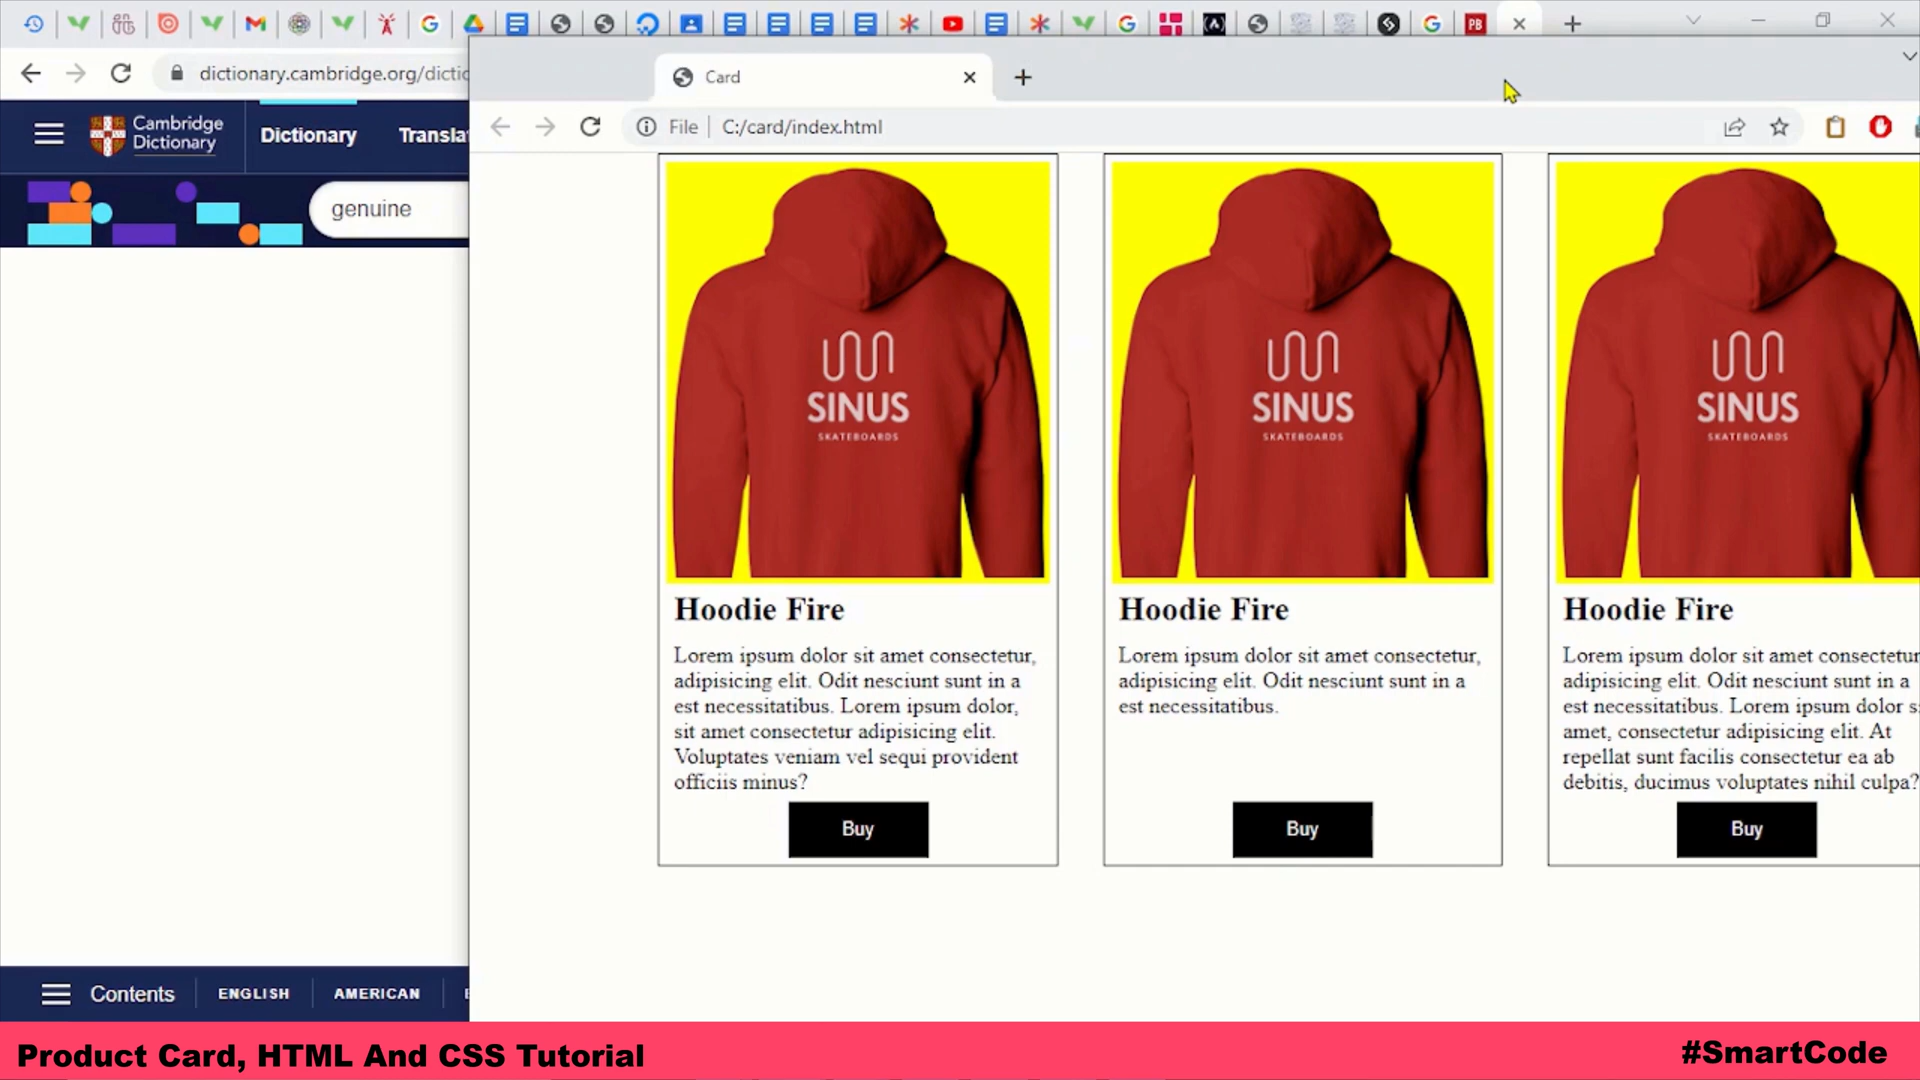 dictionary.cambridge.org/dictic
Card
File
C:/card/index.html
Cambridge
Dictionary
Dictionary
Transla
genuine
SINUS
SKATEBOARDS
SINUS
SKATEBOARDS
SINUS
SKATEBOARDS
Hoodie Fire
Lorem ipsum dolor sit amet consectetur,
adipisicing elit. Odit nesciunt sunt in a
est necessitatibus. Lorem ipsum dolor,
sit amet consectetur adipisicing elit.
Voluptates veniam vel sequi provident
officiis minus?
Buy
Hoodie Fire
Lorem ipsum dolor sit amet consectetur,
adipisicing elit. Odit nesciunt sunt in a
est necessitatibus.
Buy
Hoodie Fire
Lorem ipsum dolor sit amet consectetur
adipisicing elit. Odit nesciunt sunt in a
est necessitatibus. Lorem ipsum dolor s
amet, consectetur adipisicing elit. At
repellat sunt facilis consectetur ea ab
debitis, ducimus voluptates nihil culpa?
Buy
Contents
ENGLISH
AMERICAN
Product Card, HTML And CSS Tutorial
#SmartCode